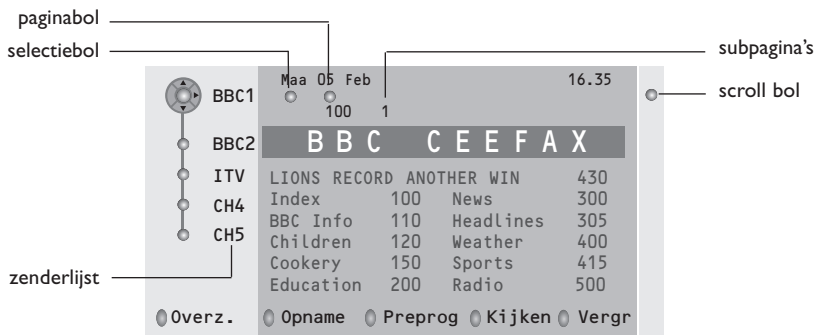 paginabol
selectiebol
subpagina's
scroll bol
Maa 05 Feb 16.35
100 1
BBC1
BBC2
ITV
CH4
CH5
zenderlijst
BBC CEEFAX
LIONS RECORD ANOTHER WIN 430
Index 100 News 300
BBC Info 110 Headlines 305
Children 120 Weather 400
Cookery 150 Sports 415
Education 200 Radio 500
Overz. Opname Preprog Kijken Vergr